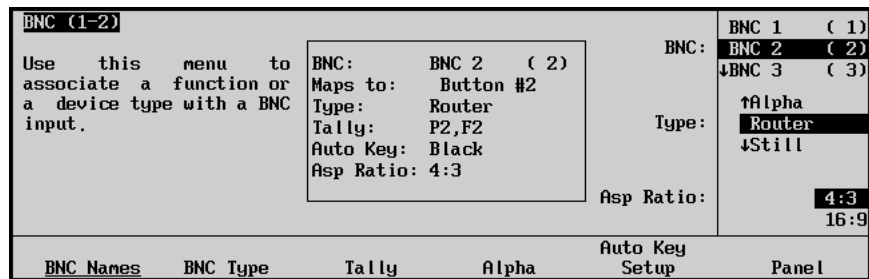 BNC (1-2)
Use this menu to
associate a function or
a device type with a BNC
input.
BNC: BNC 2 ( 2)
Maps to: Button #2
Type: Router
Tally: P2,F2
Auto Key: Black
Asp Ratio: 4:3
BNC:
BNC 1 ( 1)
BNC 2 ( 2)
↓BNC 3 ( 3)
Type:
↑Alpha
Router
↓Still
Asp Ratio:
4:3
16:9
BNC Names
BNC Type
Tally
Alpha
Auto Key
Setup
Panel